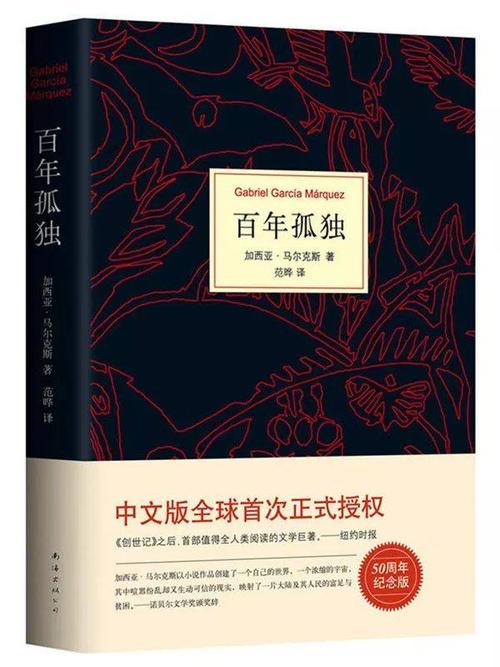 Gabriel
García
Márquez
百年孤独
加西亚·马尔克斯 著
范晔 译
南海出版公司
Gabriel García Márquez
百年孤独
加西亚·马尔克斯 著
范晔 译
中文版全球首次正式授权
《创世记》之后，首部值得全人类阅读的文学巨著。——纽约时报
加西亚·马尔克斯以小说作品创建了一个自己的世界，一个浓缩的宇宙，
其中喧嚣纷乱却又生动可信的现实，映射了一片大陆及其人民的富足与
贫困。——诺贝尔文学奖颁奖辞
50周年
纪念版